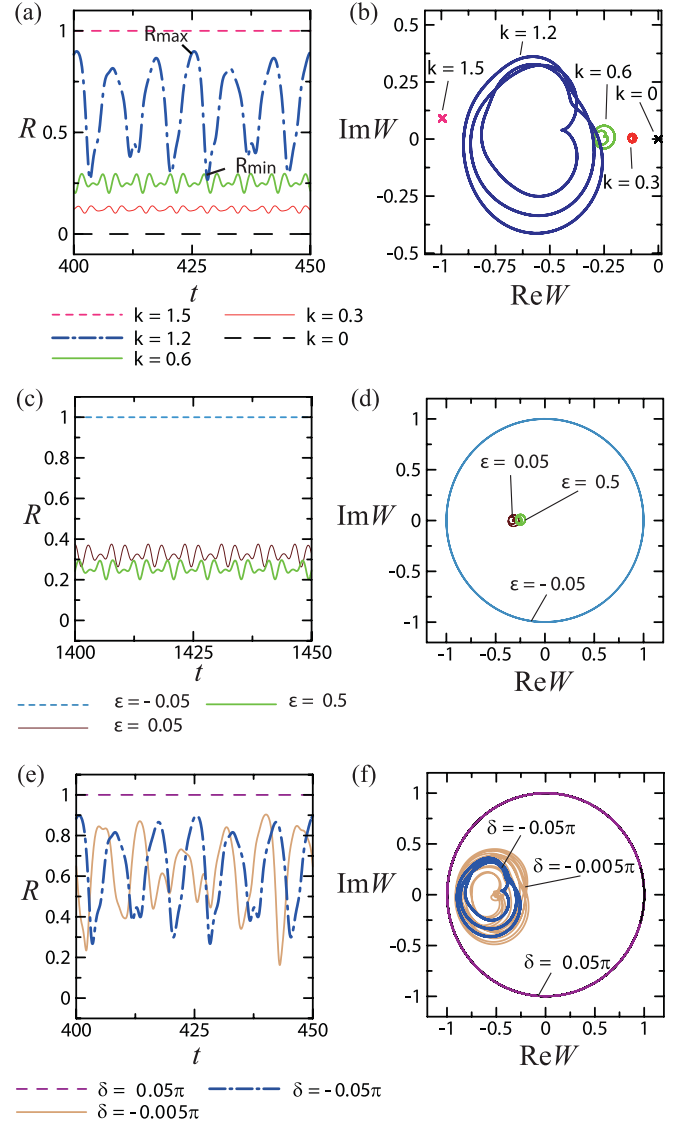 (a)
R
1
0.5
0
Rmax
Rmin
400
425
450
t
k = 1.5
k = 1.2
k = 0.6
k = 0.3
k = 0
(b)
ImW
0.5
0.25
0
-0.25
-0.5
k = 1.2
k = 1.5
k = 0.6
k = 0
k = 0.3
-1
-0.75
-0.5
-0.25
0
ReW
(c)
R
1
0.8
0.6
0.4
0.2
0
1400
1425
1450
t
ε = - 0.05
ε = 0.5
ε = 0.05
(d)
ImW
1
0.5
0
-0.5
-1
ε = 0.05
ε = 0.5
ε = - 0.05
-1
-0.5
0
0.5
1
ReW
(e)
R
1
0.8
0.6
0.4
0.2
0
400
425
450
t
δ = 0.05π
δ = -0.05π
δ = -0.005π
(f)
ImW
1
0.5
0
-0.5
-1
δ = -0.05π
δ = -0.005π
δ = 0.05π
-1
-0.5
0
0.5
1
ReW